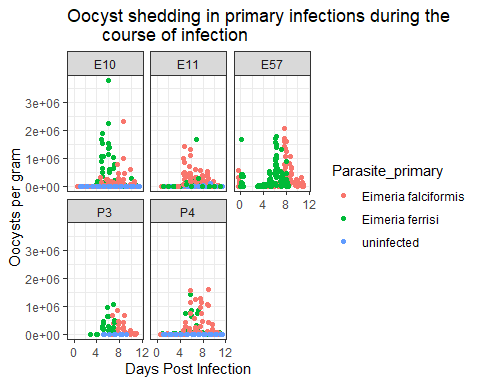 Oocyst shedding in primary infections during the
course of infection
E10 E11 E57
3e+06
2e+06
1e+06
0e+00
P3 P4
3e+06
2e+06
1e+06
0e+00
0 4 8 12 0 4 8 12 0 4 8 12
Days Post Infection
Oocysts per gram
Parasite_primary
Eimeria falciformis
Eimeria ferrisi
uninfected